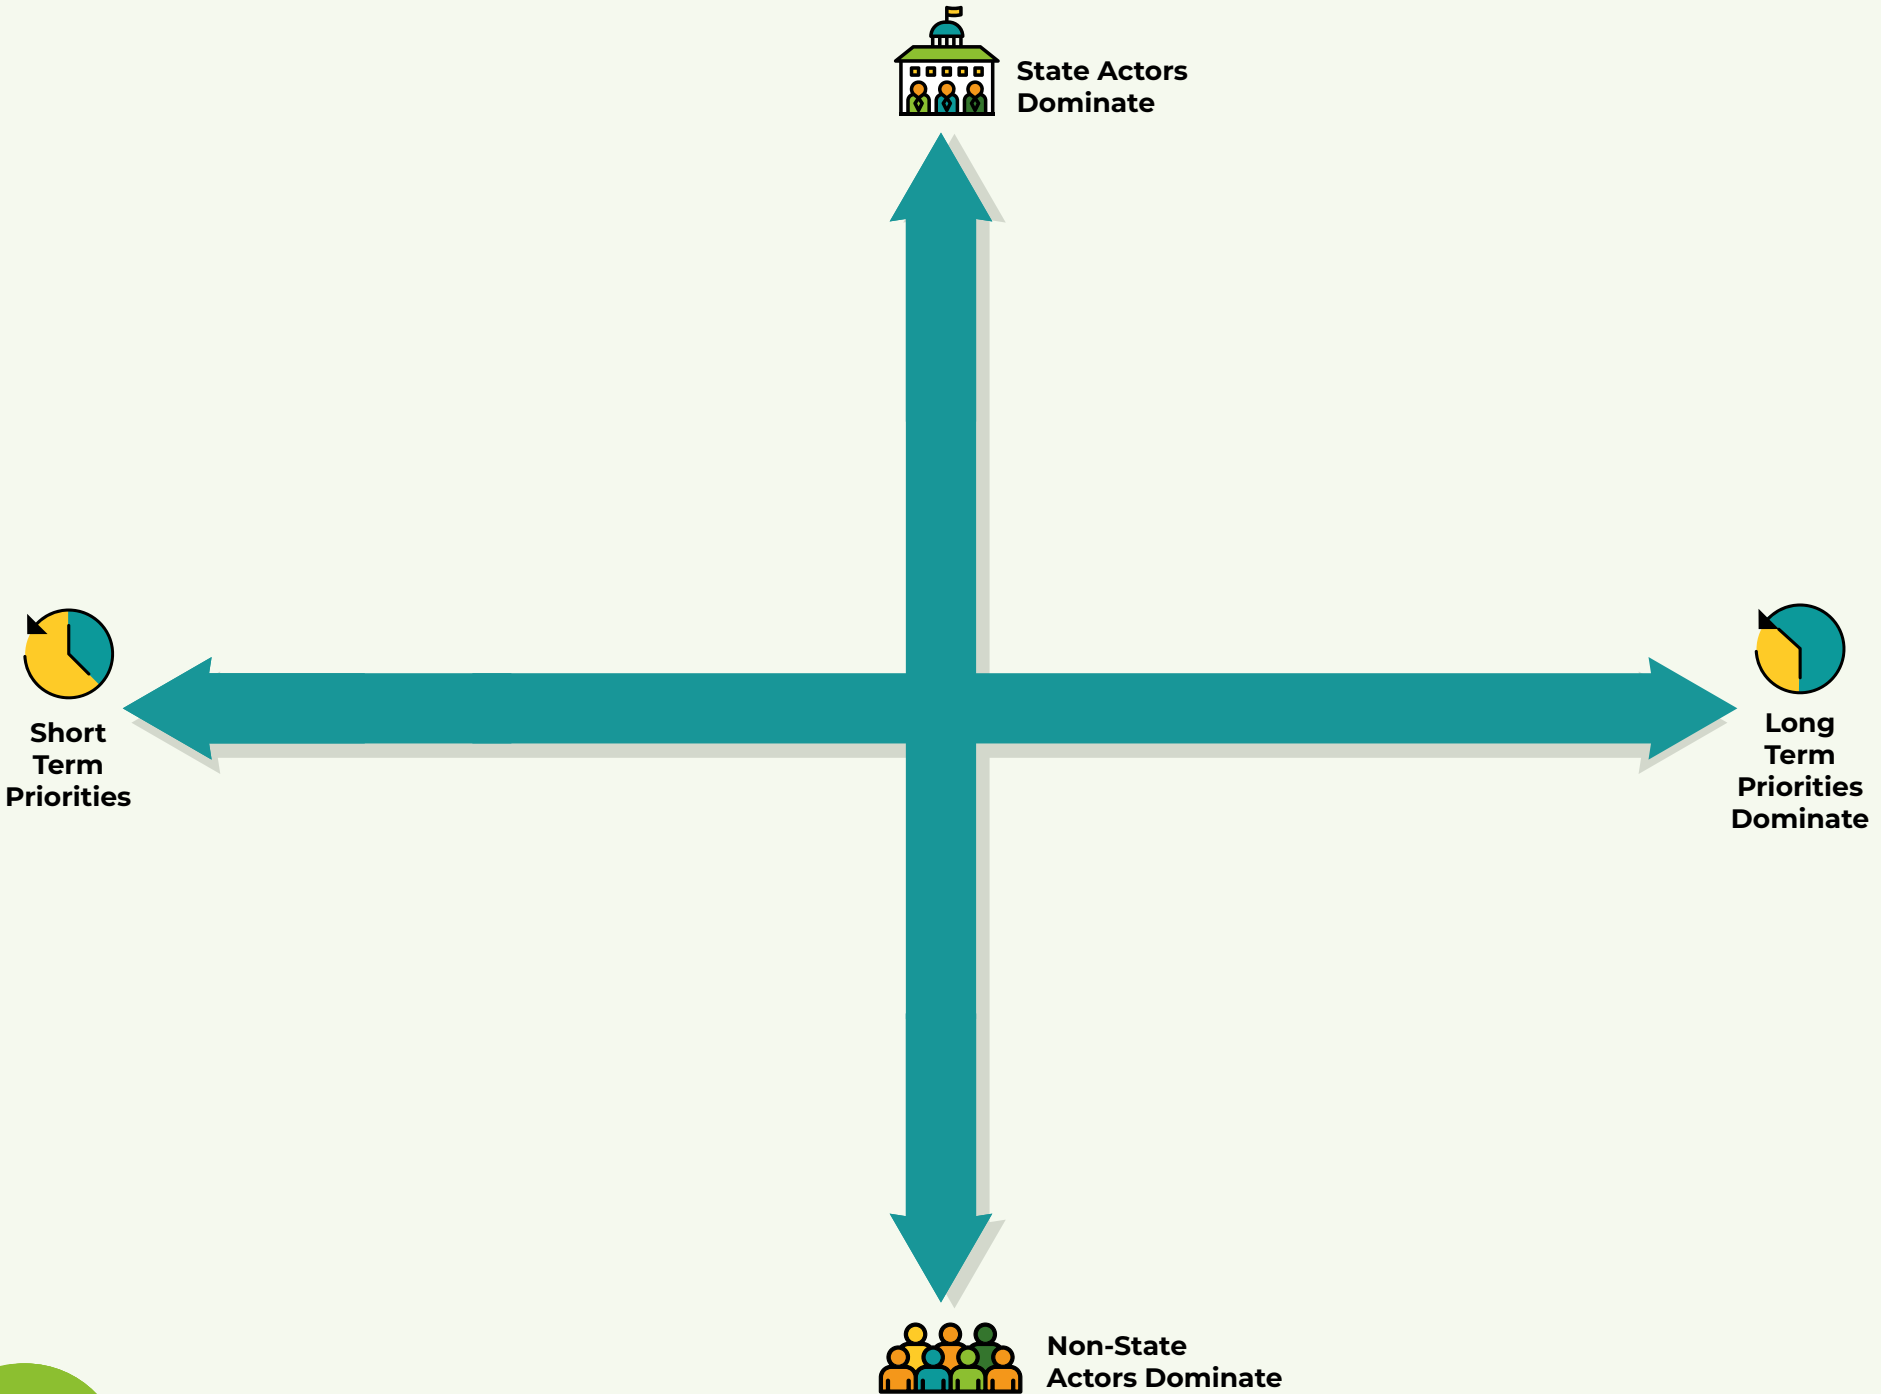 State Actors
Dominate
Short
Term
Priorities
Long
Term
Priorities
Dominate
Non-State
Actors Dominate